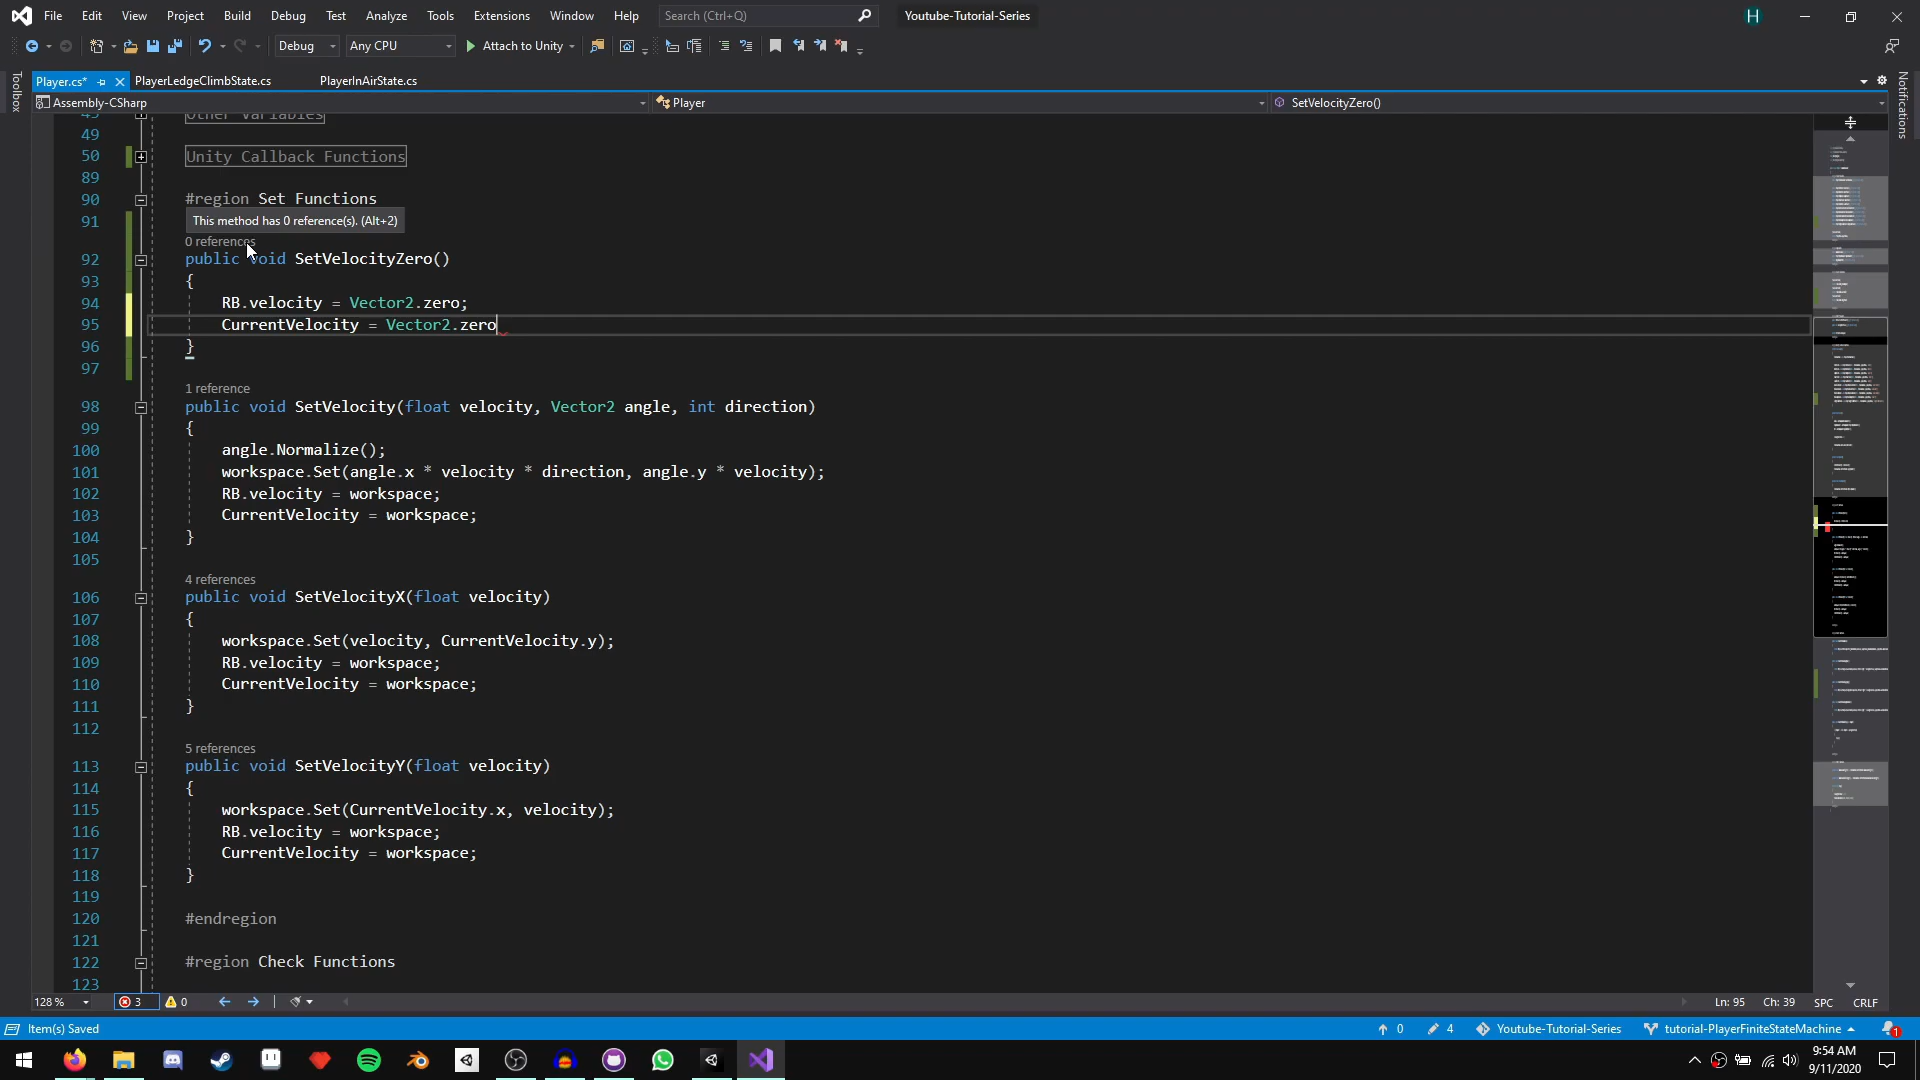 File Edit View Project Build Debug Test Analyze Tools Extensions Window Help Search (Ctrl+Q) Youtube-Tutorial-Series H
Debug Any CPU Attach to Unity
Player.cs* PlayerLedgeClimbState.cs PlayerInAirState.cs
Assembly-CSharp Player SetVelocityZero()
Toolbox
Notifications
45 Other Variables
49
50 Unity Callback Functions
89
90 #region Set Functions
91 This method has 0 reference(s). (Alt+2)
0 references
92 public void SetVelocityZero()
93 {
94 RB.velocity = Vector2.zero;
95 CurrentVelocity = Vector2.zero
96 }
97
1 reference
98 public void SetVelocity(float velocity, Vector2 angle, int direction)
99 {
100 angle.Normalize();
101 workspace.Set(angle.x * velocity * direction, angle.y * velocity);
102 RB.velocity = workspace;
103 CurrentVelocity = workspace;
104 }
105
4 references
106 public void SetVelocityX(float velocity)
107 {
108 workspace.Set(velocity, CurrentVelocity.y);
109 RB.velocity = workspace;
110 CurrentVelocity = workspace;
111 }
112
5 references
113 public void SetVelocityY(float velocity)
114 {
115 workspace.Set(CurrentVelocity.x, velocity);
116 RB.velocity = workspace;
117 CurrentVelocity = workspace;
118 }
119
120 #endregion
121
122 #region Check Functions
123
128 % 3 0 Ln: 95 Ch: 39 SPC CRLF
Item(s) Saved 0 4 Youtube-Tutorial-Series tutorial-PlayerFiniteStateMachine 1
9:54 AM
9/11/2020